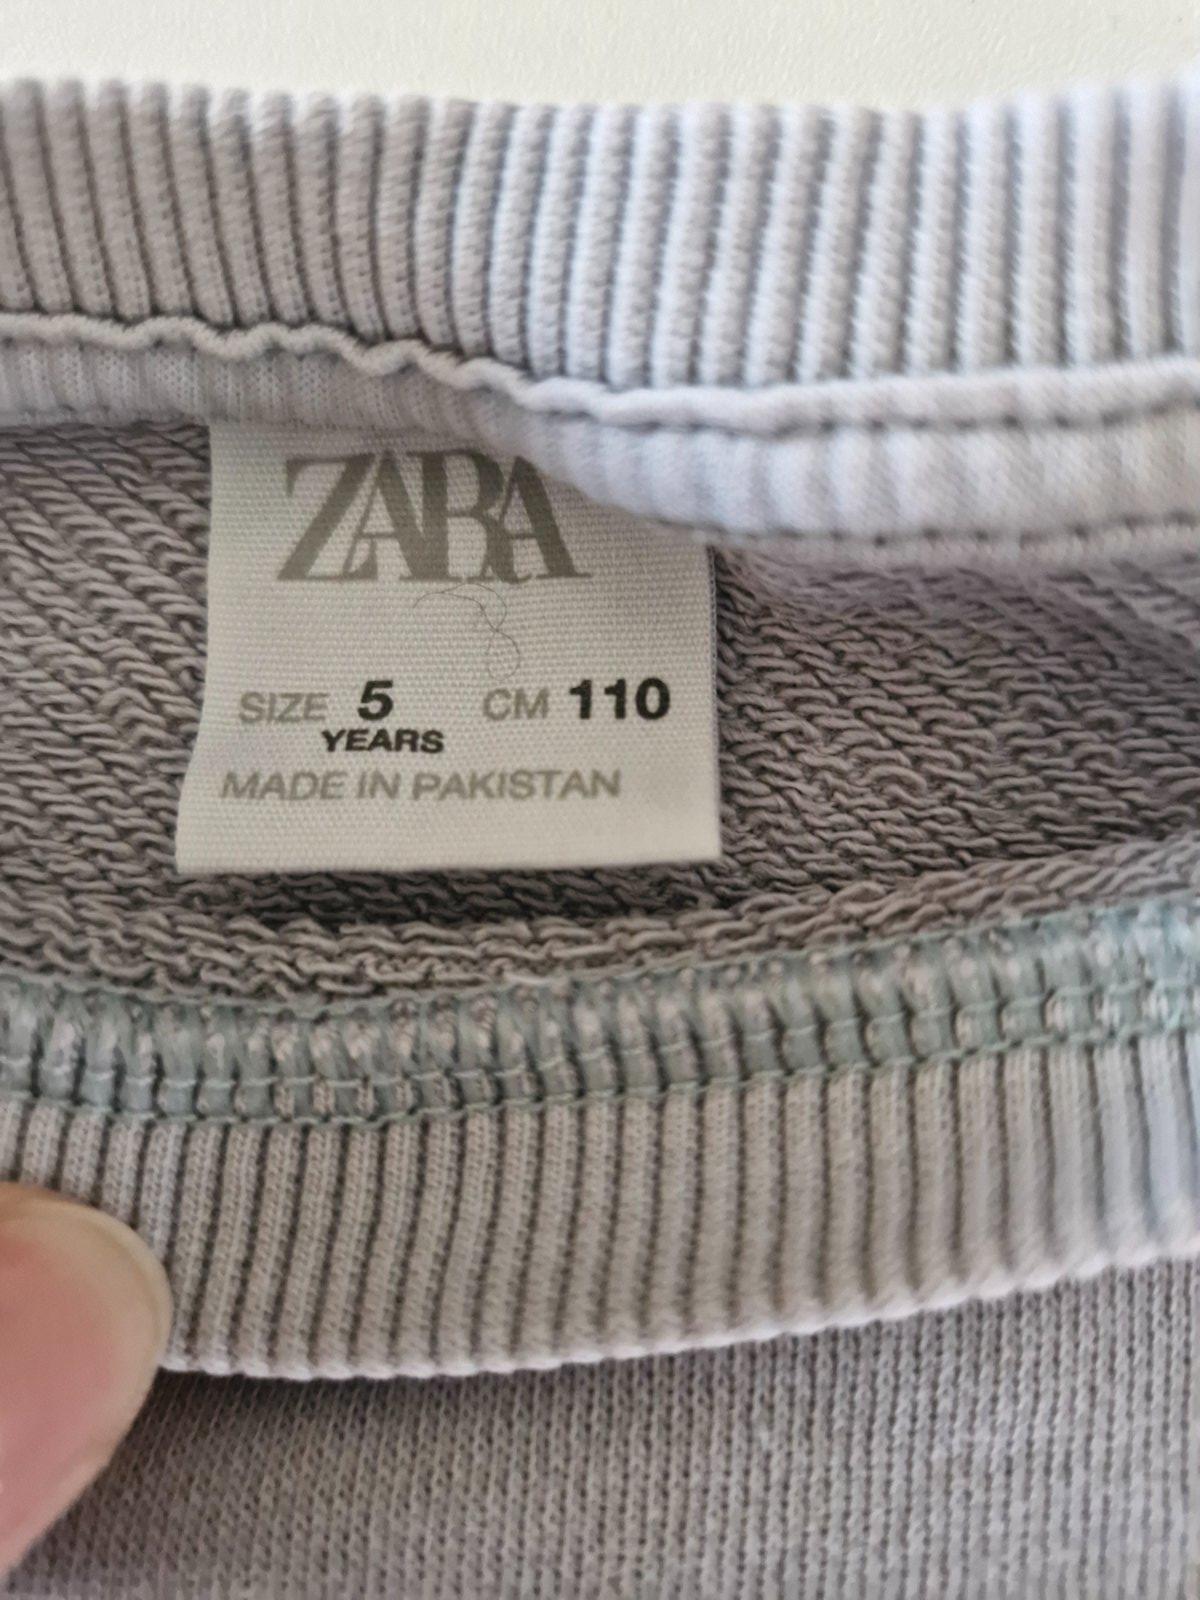 ZARA
SIZE 5 CM 110
YEARS
MADE IN PAKISTAN